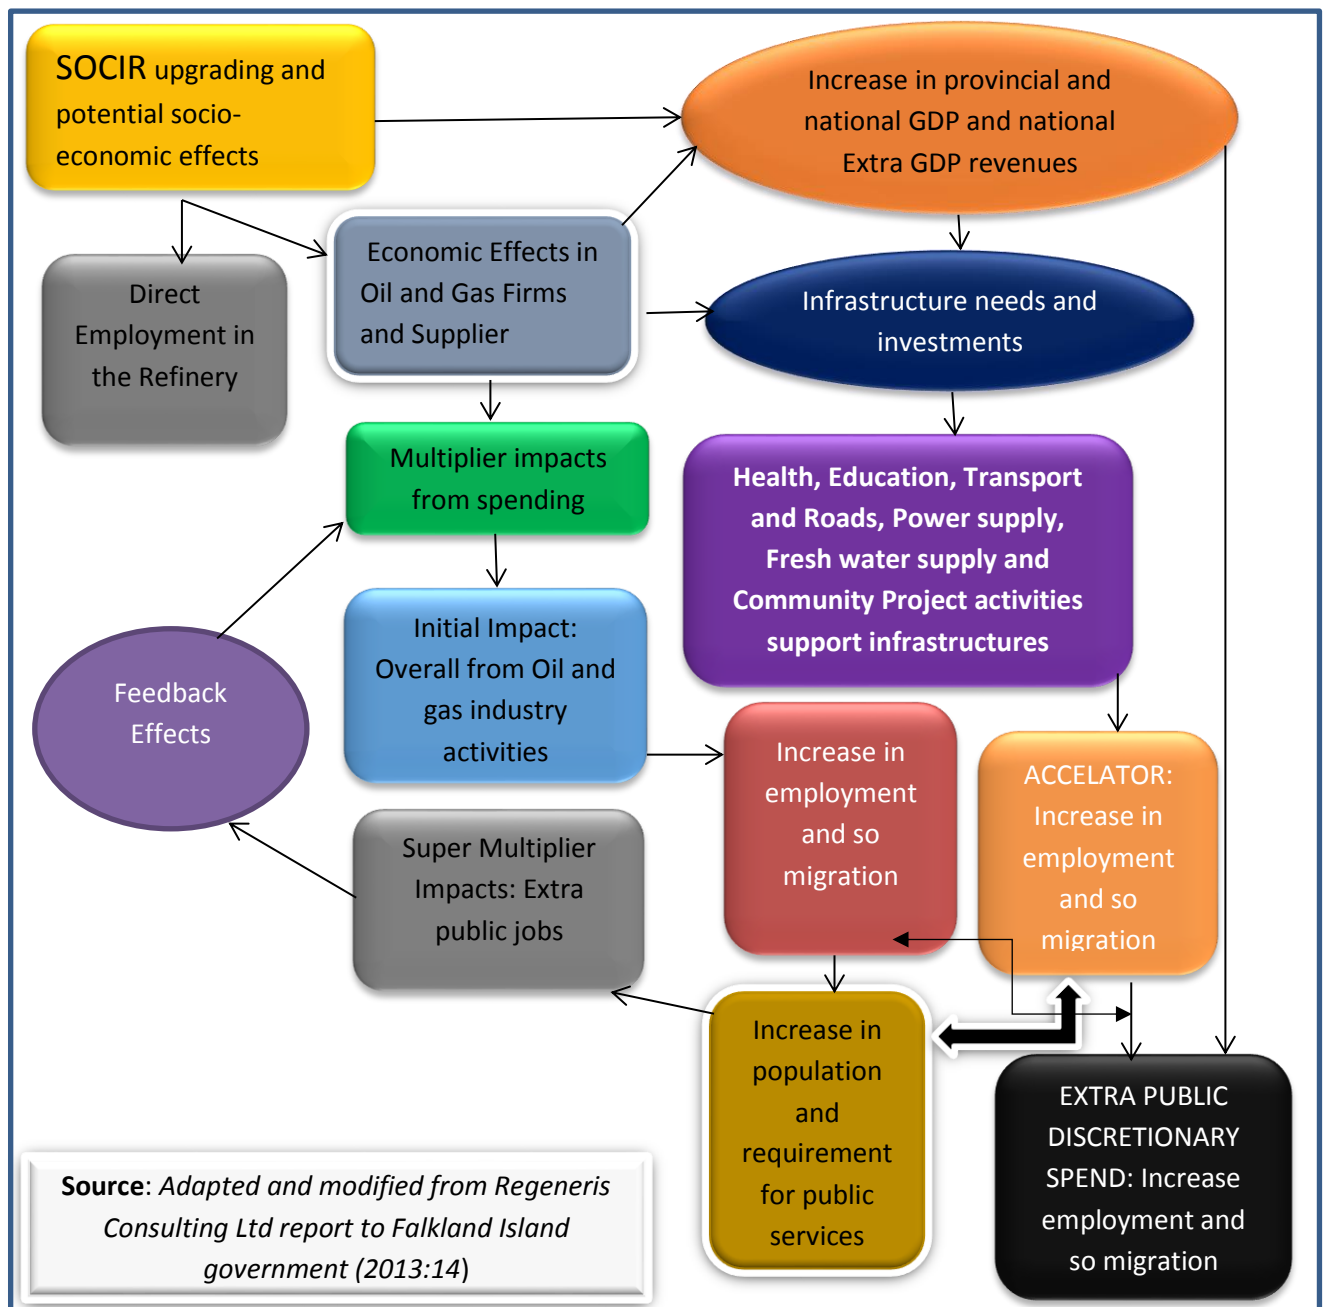 SOCIR upgrading and
potential socio-
economic effects
Increase in provincial and
national GDP and national
Extra GDP revenues
Direct
Employment in
the Refinery
Economic Effects in
Oil and Gas Firms
and Supplier
Infrastructure needs and
investments
Multiplier impacts
from spending
Health, Education, Transport
and Roads, Power supply,
Fresh water supply and
Community Project activities
support infrastructures
Initial Impact:
Overall from Oil and
gas industry
activities
Feedback
Effects
Increase in
employment
and so
migration
ACCELATOR:
Increase in
employment
and so
migration
Super Multiplier
Impacts: Extra
public jobs
Increase in
population
and
requirement
for public
services
EXTRA PUBLIC
DISCRETIONARY
SPEND: Increase
employment and
so migration
Source: Adapted and modified from Regeneris
Consulting Ltd report to Falkland Island
government (2013:14)